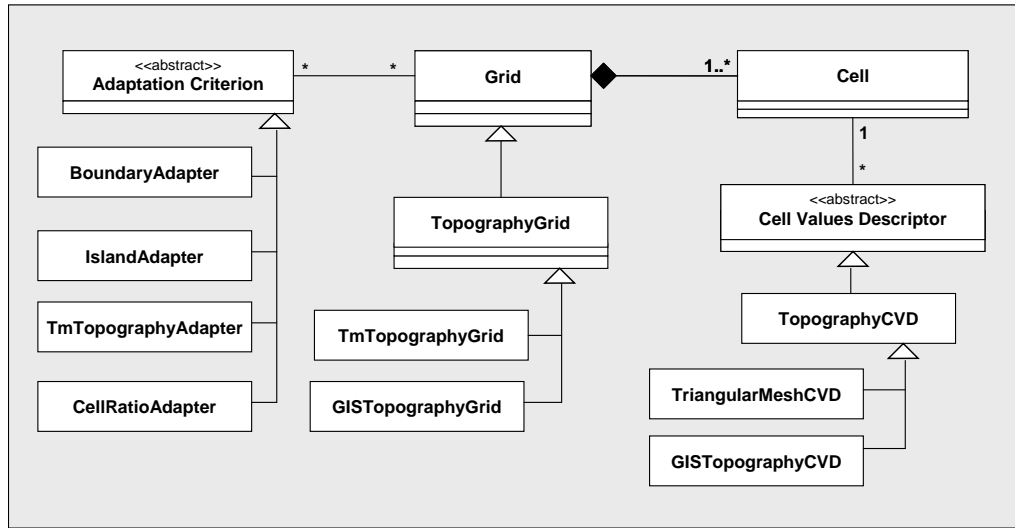 <<abstract>>
Adaptation Criterion
*
*
Grid
1..*
Cell
1
*
BoundaryAdapter
IslandAdapter
TmTopographyAdapter
CellRatioAdapter
TopographyGrid
TmTopographyGrid
GISTopographyGrid
<<abstract>>
Cell Values Descriptor
TopographyCVD
TriangularMeshCVD
GISTopographyCVD